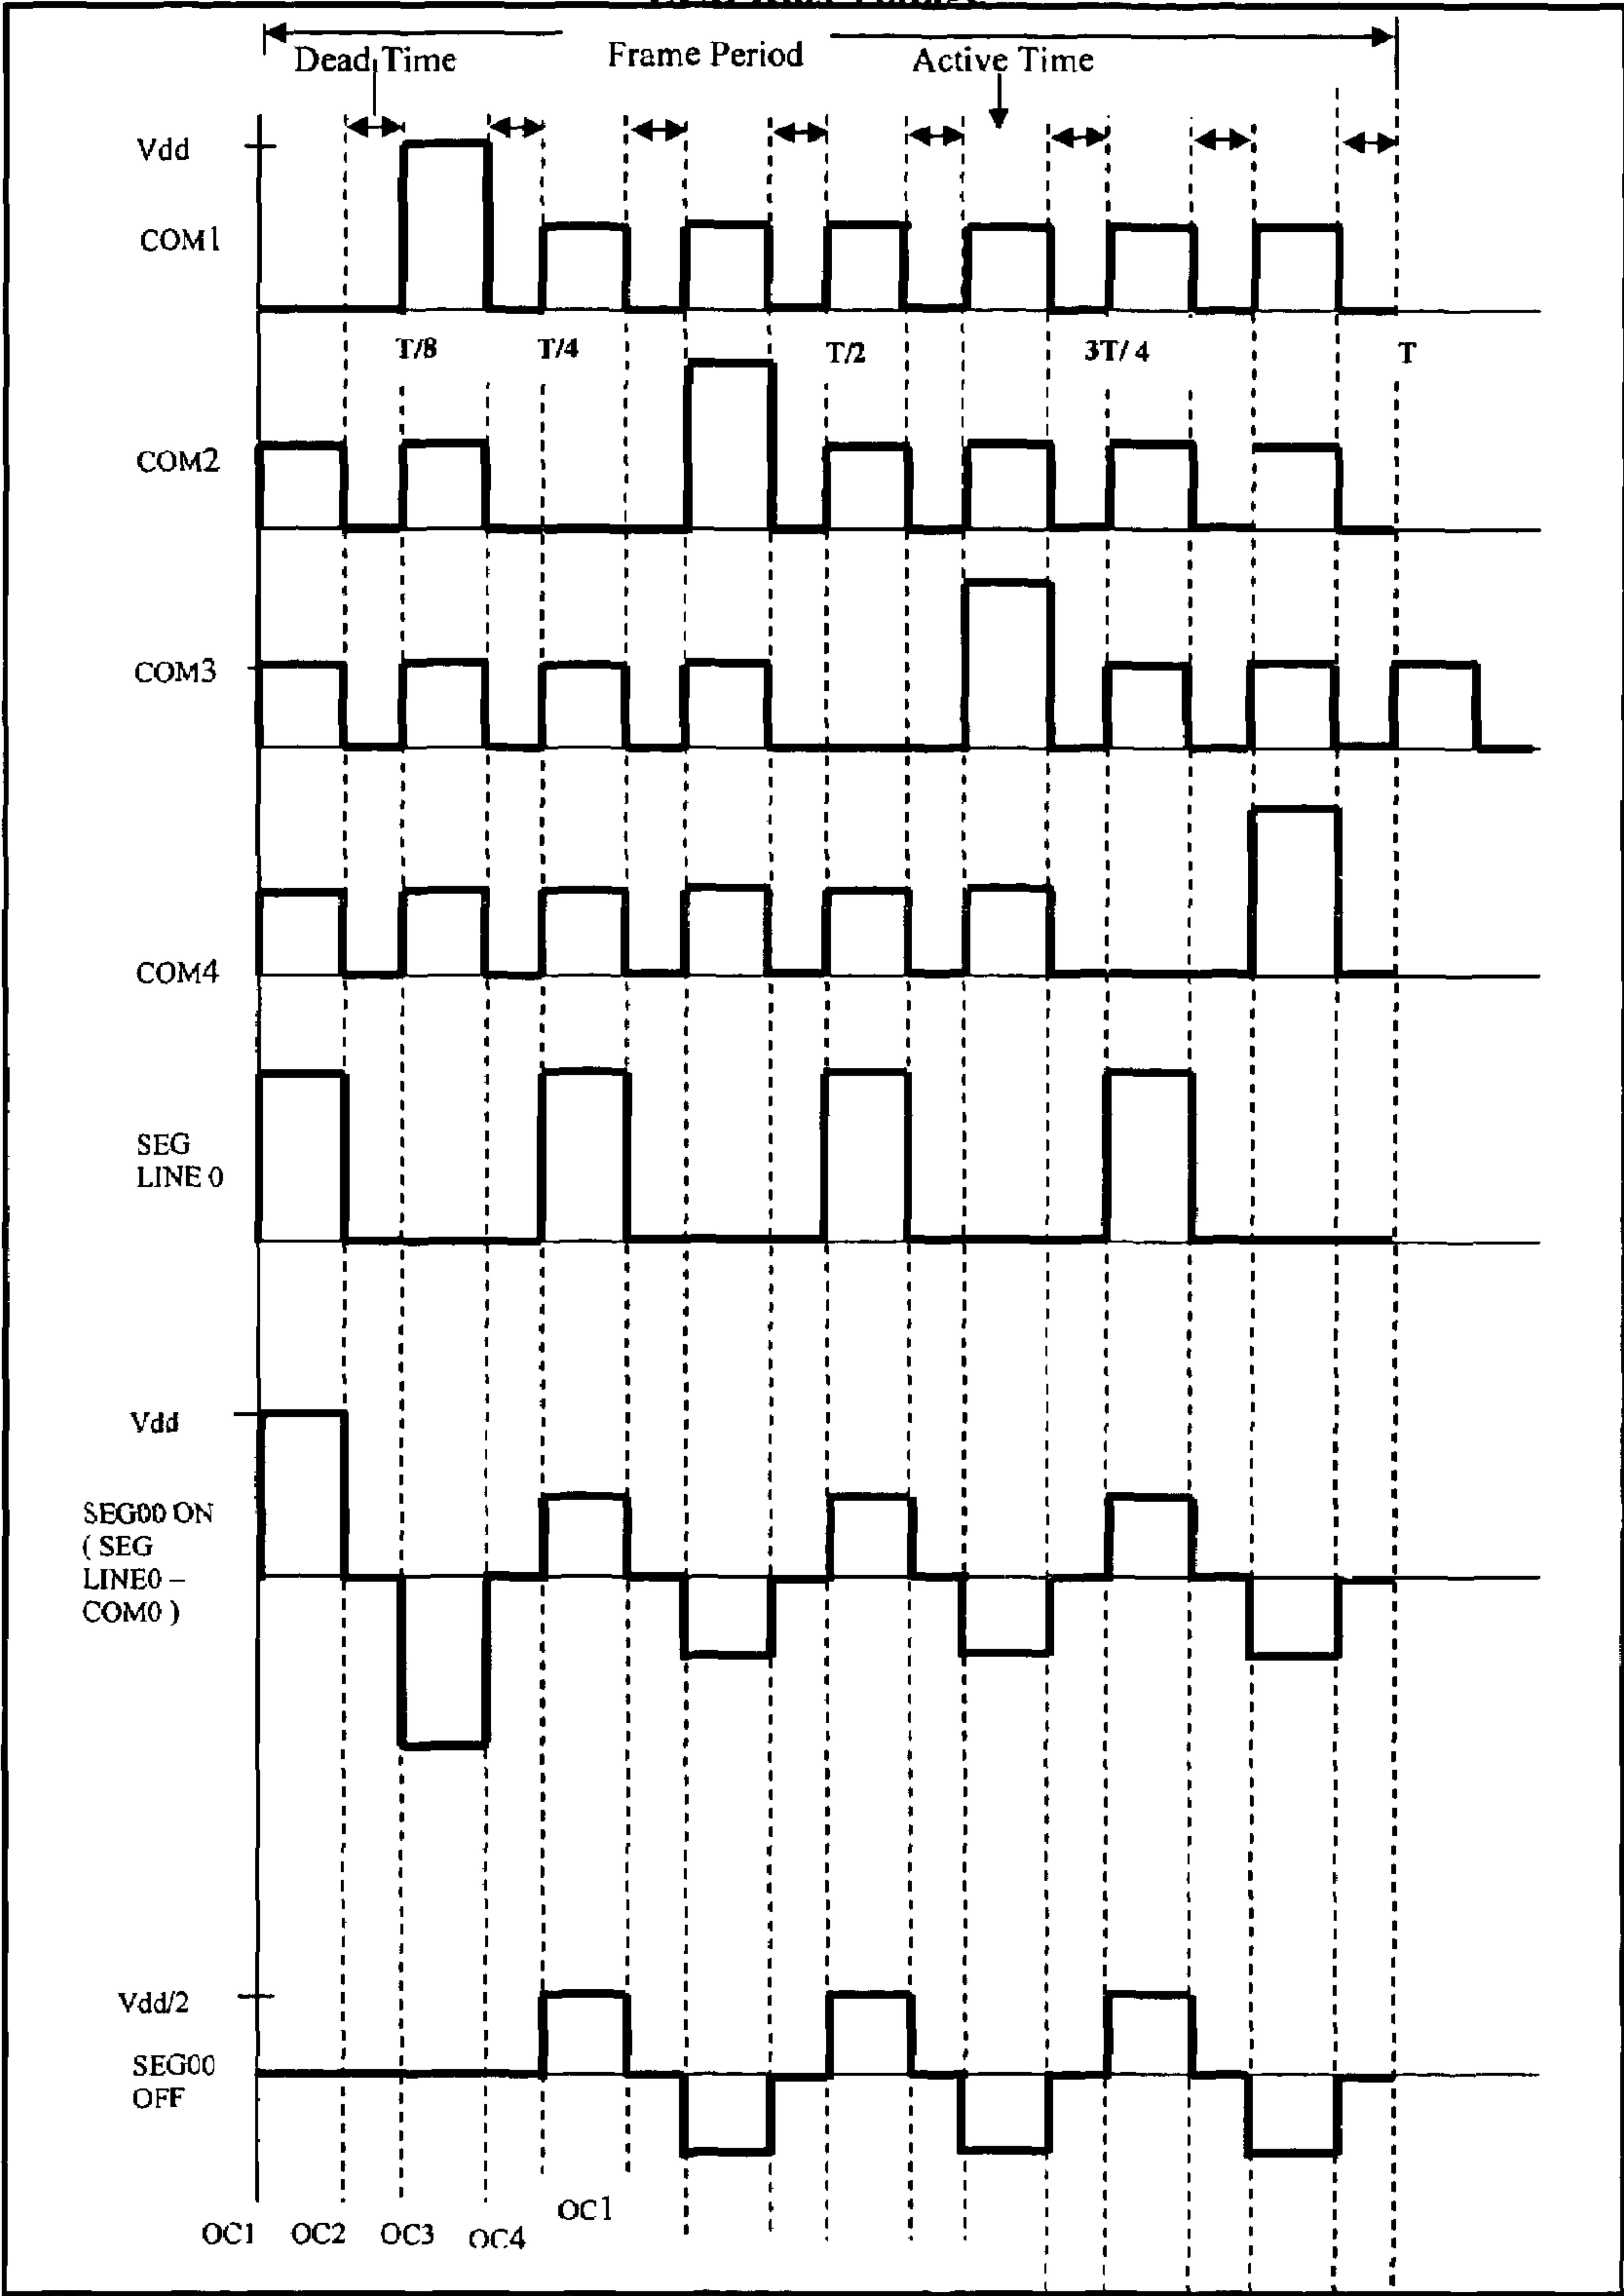 Dead Time
Frame Period
Active Time
Vdd
COM1
T/8
T/4
T/2
3T/ 4
T
COM2
COM3
COM4
SEG
LINE 0
Vdd
SEG00 ON
( SEG
LINE0 –
COM0 )
Vdd/2
SEG00
OFF
OC1
OC2
OC3
OC4
OC1